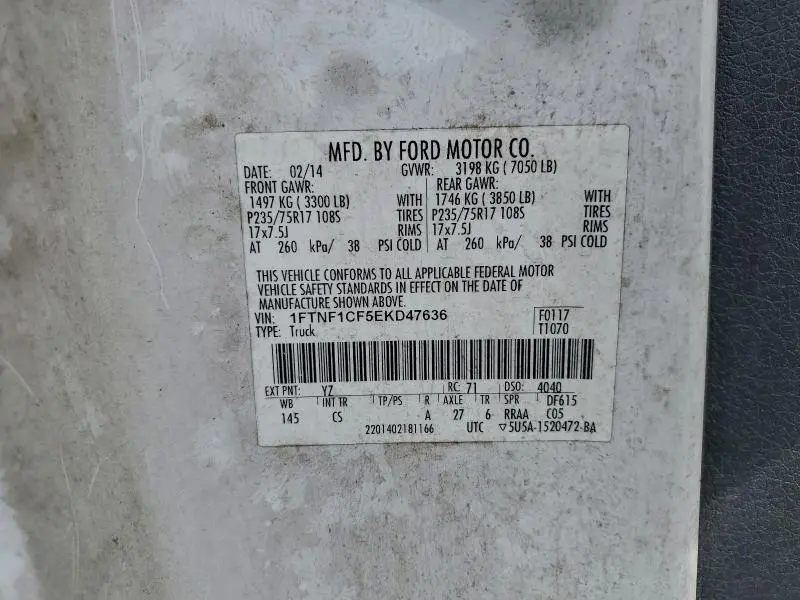 MFD. BY FORD MOTOR CO.
DATE: 02/14 GVWR: 3198 KG ( 7050 LB)
FRONT GAWR: REAR GAWR:
1497 KG ( 3300 LB) WITH 1746 KG ( 3850 LB) WITH
P235/75R17 108S TIRES P235/75R17 108S TIRES
17x7.5J RIMS 17x7.5J RIMS
AT 260 kPa/ 38 PSI COLD AT 260 kPa/ 38 PSI COLD
THIS VEHICLE CONFORMS TO ALL APPLICABLE FEDERAL MOTOR
VEHICLE SAFETY STANDARDS IN EFFECT ON THE DATE OF
MANUFACTURE SHOWN ABOVE.
VIN: 1FTNF1CF5EKD47636 F0117
TYPE: Truck T1070
EXT PNT: YZ RC: 71 DSO: 4040
WB INT TR TP/PS R AXLE TR SPR DF615
145 CS A 27 6 RRAA C05
2201402181166 UTC ▽5U5A-1520472-BA